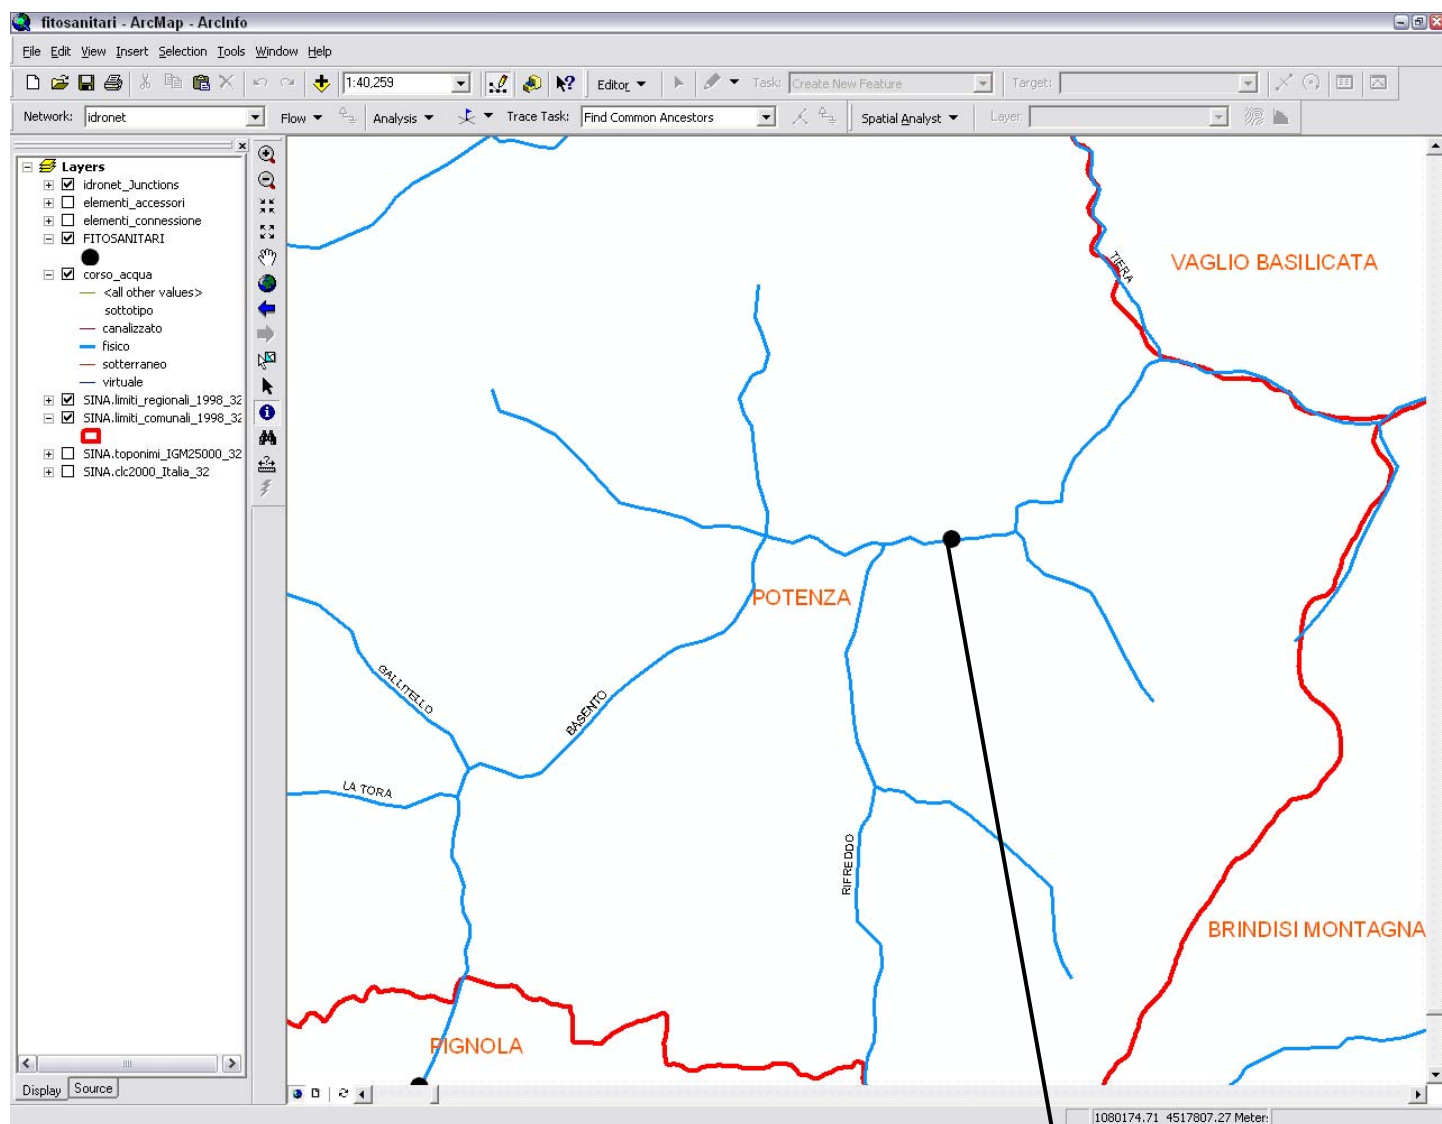 fitosanitari - ArcMap - ArcInfo
File Edit View Insert Selection Tools Window Help
1:40,259 Editor Task: Create New Feature Target:
Network: idronet Flow Analysis Trace Task: Find Common Ancestors Spatial Analyst Layer:
Layers
idronet_Junctions
elementi_accessori
elementi_connessione
FITOSANITARI
corso_acqua
<all other values>
sottotipo
canalizzato
fisico
sotterraneo
virtuale
SINA.limiti_regionali_1998_32
SINA.limiti_comunali_1998_32
SINA.toponimi_IGM25000_32
SINA.clc2000_Italia_32
TIERA
VAGLIO BASILICATA
POTENZA
GALLITELLO
BASENTO
LA TORA
RIFREDDO
BRINDISI MONTAGNA
PIGNOLA
Display Source
1080174.71 4517807.27 Meter